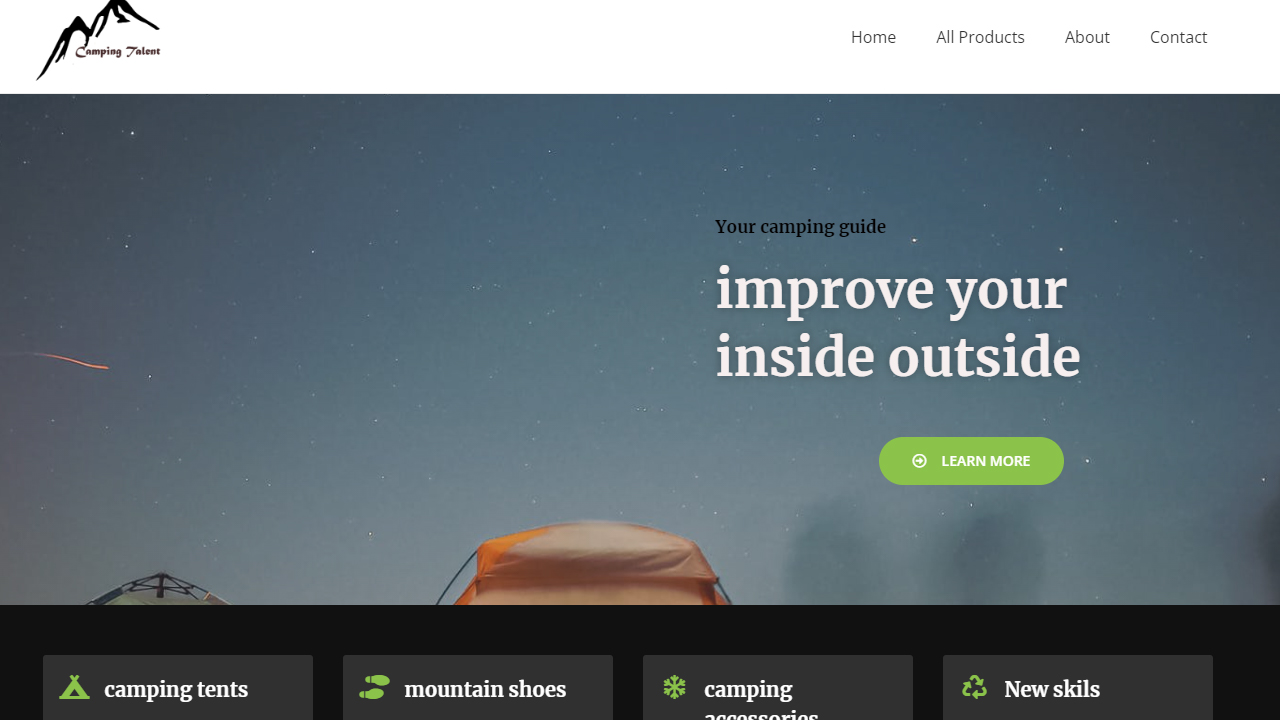 Camping Talent
Home
All Products
About
Contact
Your camping guide
improve your
inside outside
LEARN MORE
camping tents
mountain shoes
camping
accessories
New skils